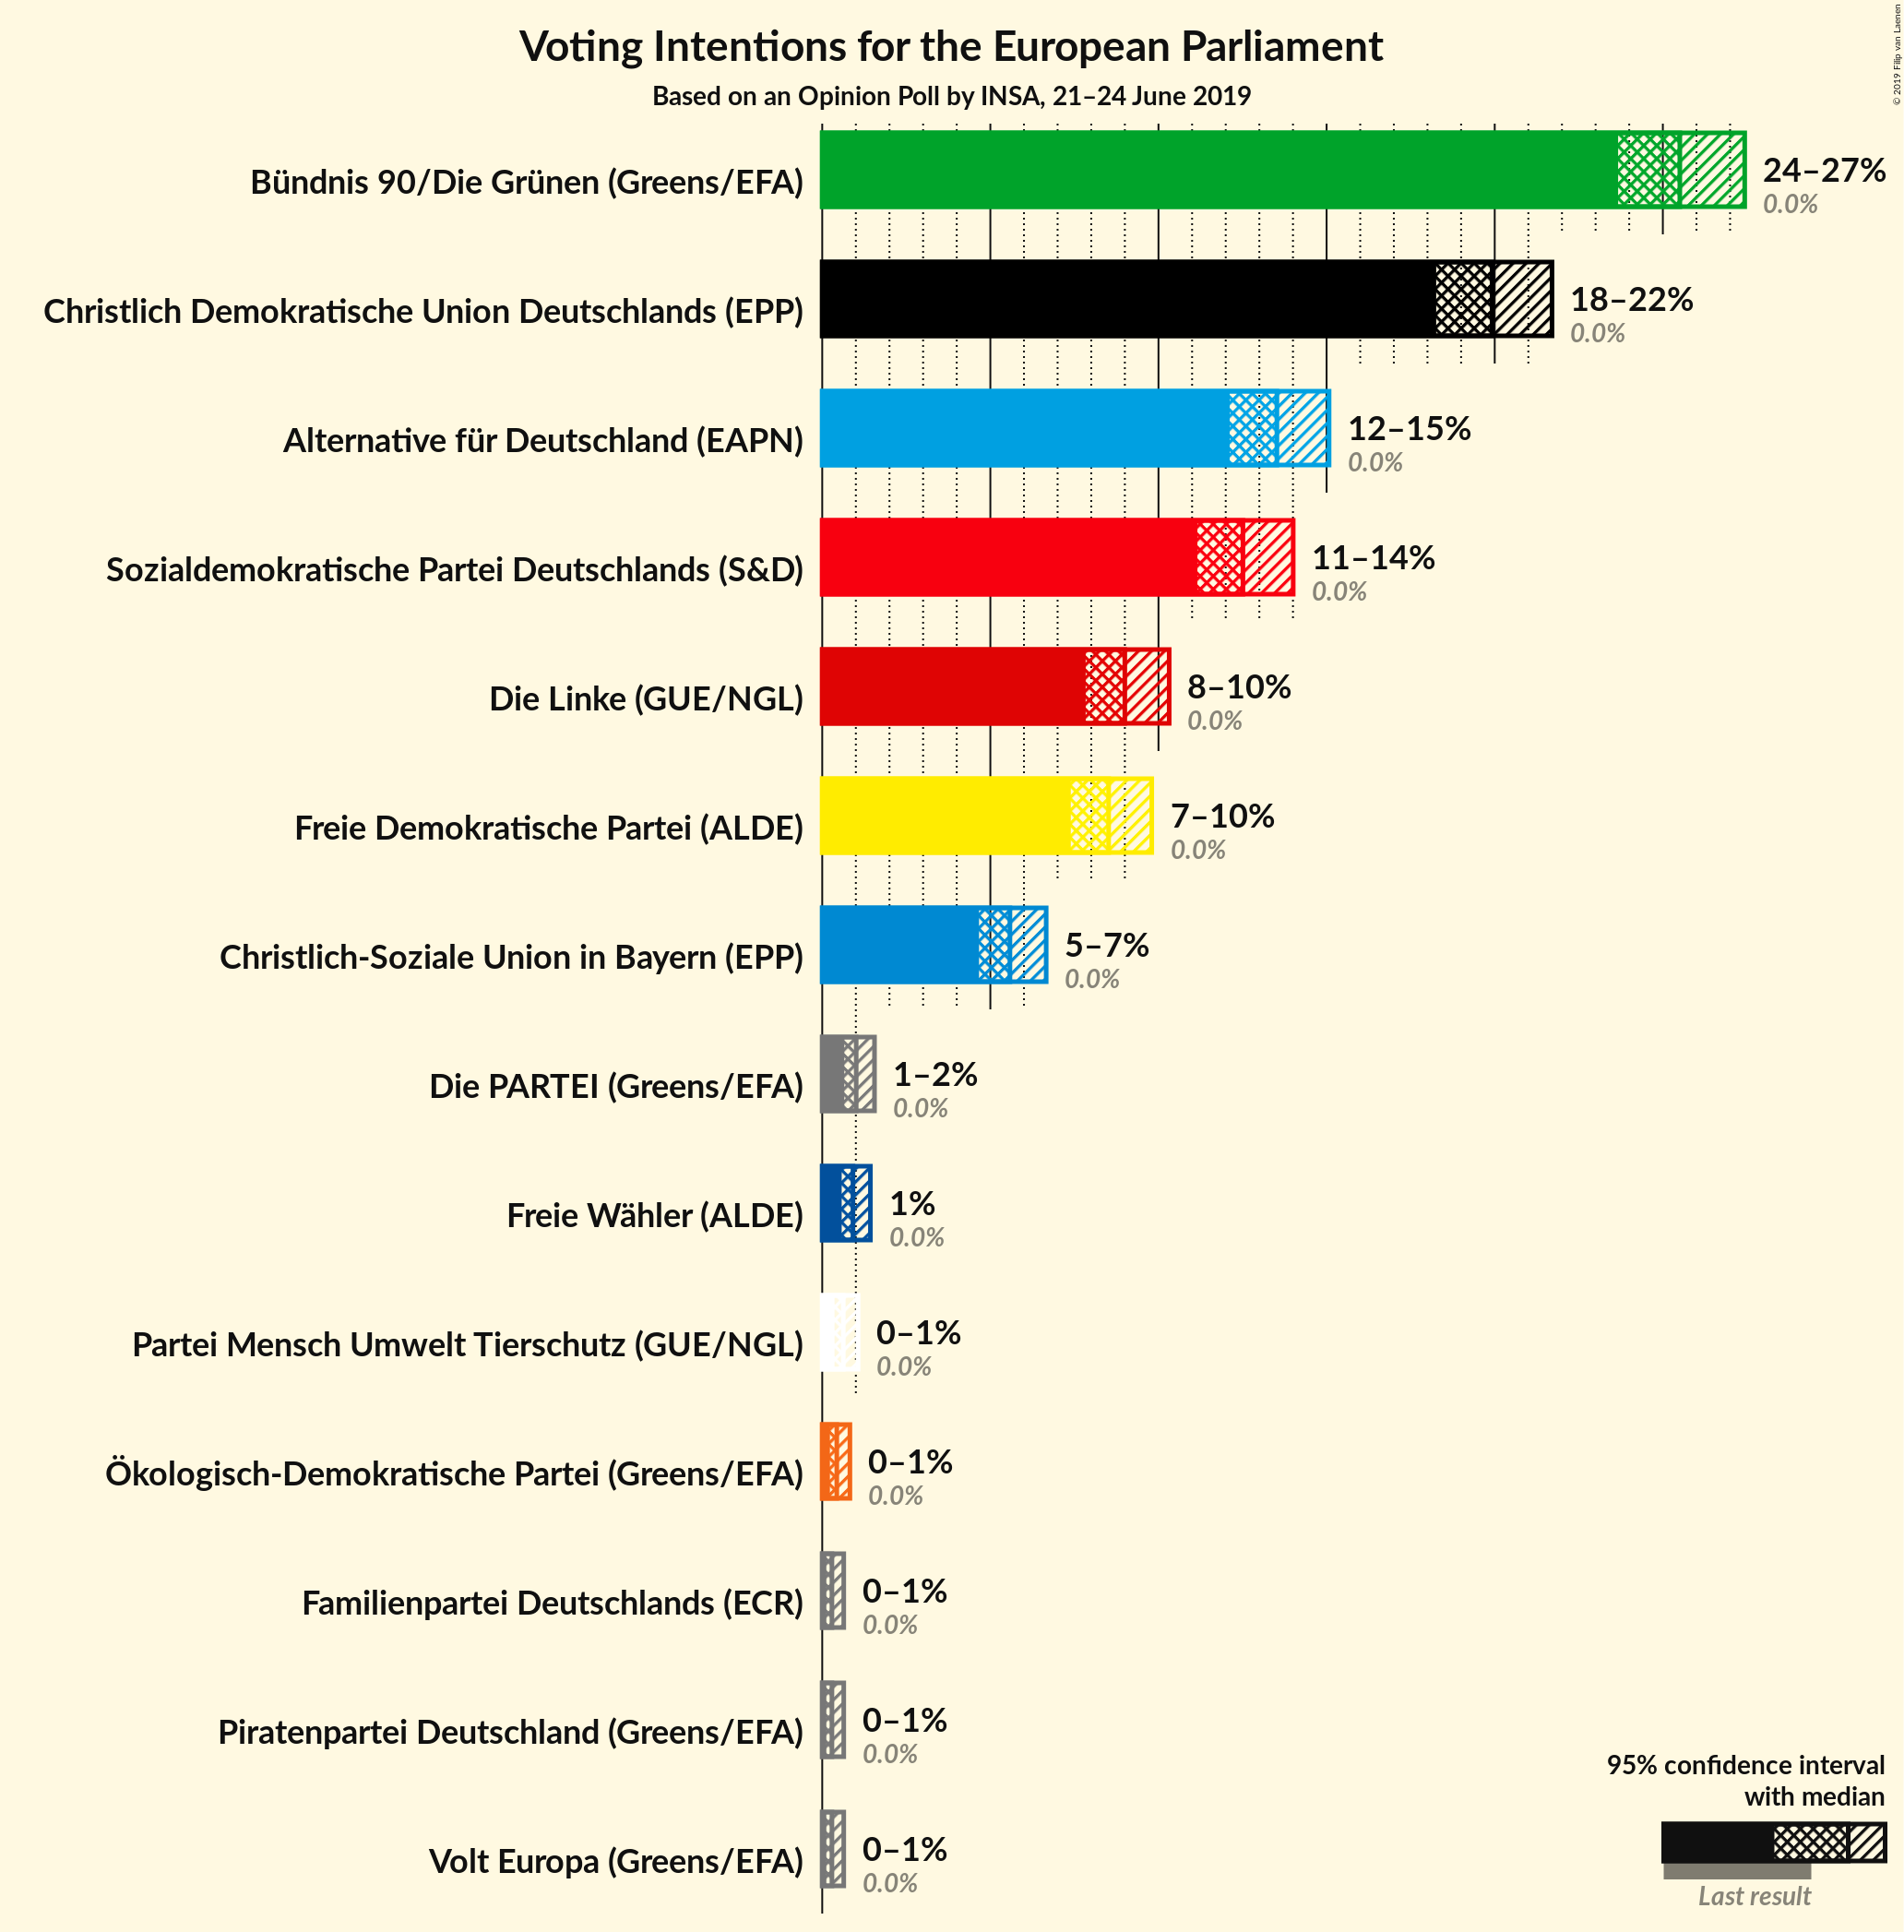 Voting Intentions for the European Parliament
Based on an Opinion Poll by INSA, 21–24 June 2019
© 2019 Filip van Laenen
Bündnis 90/Die Grünen (Greens/EFA)
24–27%
0.0%
Christlich Demokratische Union Deutschlands (EPP)
18–22%
0.0%
Alternative für Deutschland (EAPN)
12–15%
0.0%
Sozialdemokratische Partei Deutschlands (S&D)
11–14%
0.0%
Die Linke (GUE/NGL)
8–10%
0.0%
Freie Demokratische Partei (ALDE)
7–10%
0.0%
Christlich-Soziale Union in Bayern (EPP)
5–7%
0.0%
Die PARTEI (Greens/EFA)
1–2%
0.0%
Freie Wähler (ALDE)
1%
0.0%
Partei Mensch Umwelt Tierschutz (GUE/NGL)
0–1%
0.0%
Ökologisch-Demokratische Partei (Greens/EFA)
0–1%
0.0%
Familienpartei Deutschlands (ECR)
0–1%
0.0%
Piratenpartei Deutschland (Greens/EFA)
0–1%
0.0%
Volt Europa (Greens/EFA)
0–1%
0.0%
95% confidence interval
with median
Last result